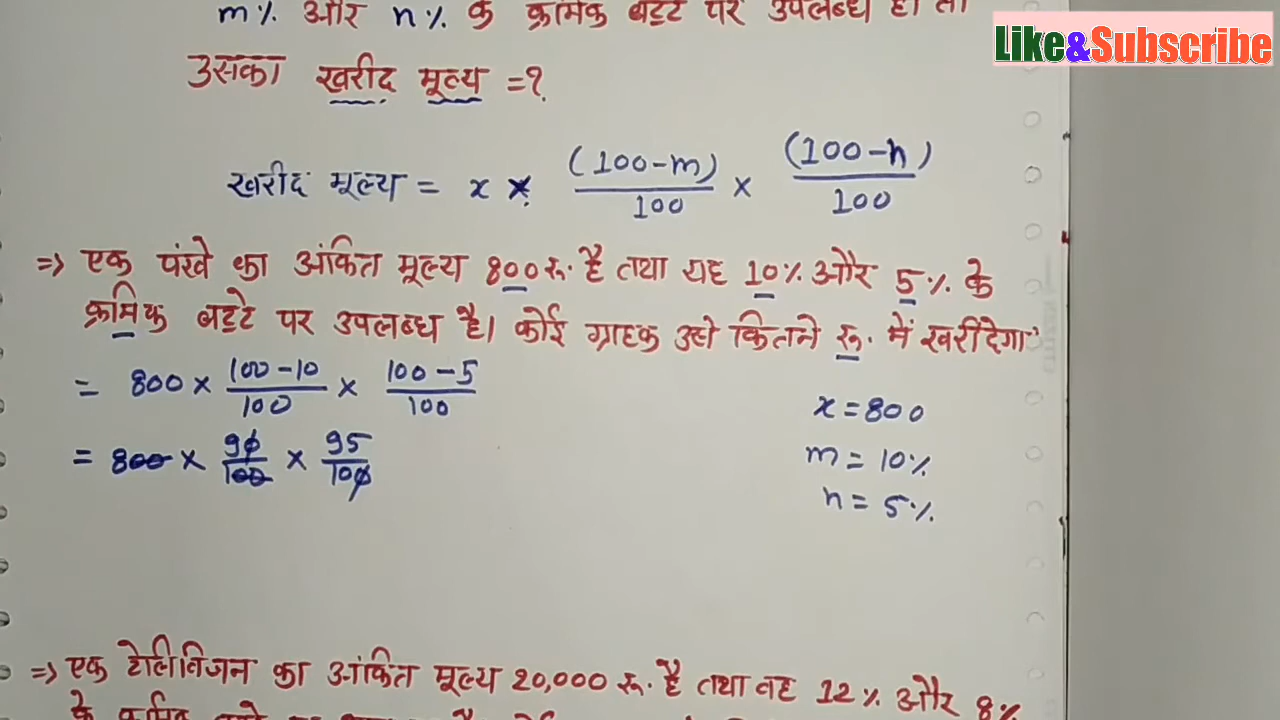 m% और n% के क्रमिक बट्टे पर उपलब्ध हो तो
Like&Subscribe
उसका खरीद मूल्य =?
खरीद मूल्य = x × (100-m)/100 × (100-n)/100
=> एक पंखे का अंकित मूल्य 800 रू. है तथा यह 10% और 5% के
क्रमिक बट्टे पर उपलब्ध है। कोई ग्राहक उसे कितने रू. में खरीदेगा
= 800 × 100-10/100 × 100-5/100
x = 800
= 800 × 90/100 × 95/100
m = 10%
n = 5%
=> एक टेलीविजन का अंकित मूल्य 20,000 रू. है तथा वह 12% और 8%